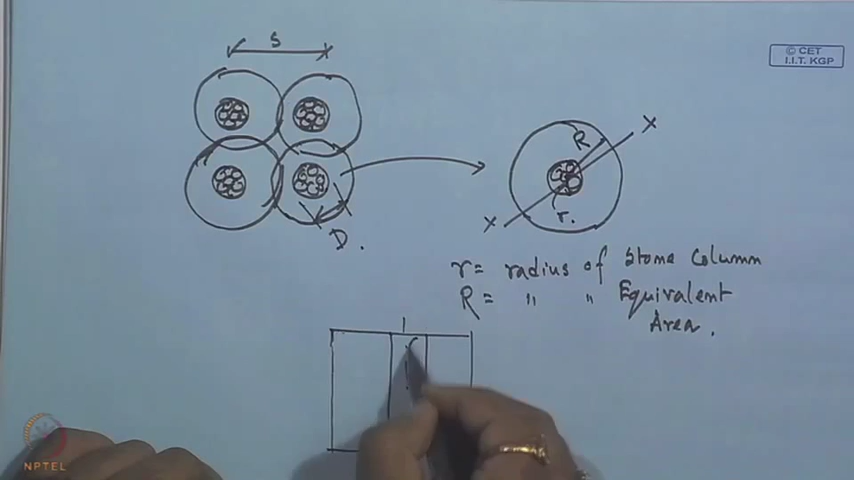 S
© CET
I.I.T. KGP
R
X
X
r.
D.
r = radius of Stone Column
R = " " Equivalent
Area.
NPTEL